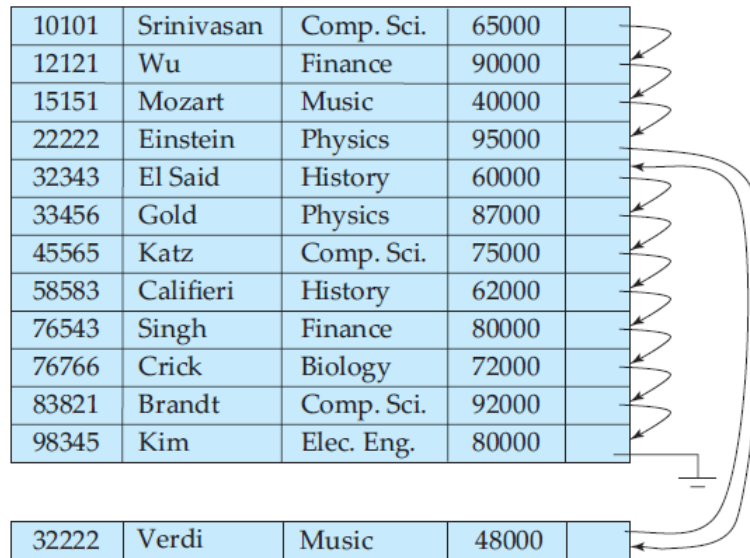 10101 Srinivasan Comp. Sci. 65000
12121 Wu Finance 90000
15151 Mozart Music 40000
22222 Einstein Physics 95000
32343 El Said History 60000
33456 Gold Physics 87000
45565 Katz Comp. Sci. 75000
58583 Califieri History 62000
76543 Singh Finance 80000
76766 Crick Biology 72000
83821 Brandt Comp. Sci. 92000
98345 Kim Elec. Eng. 80000
32222 Verdi Music 48000